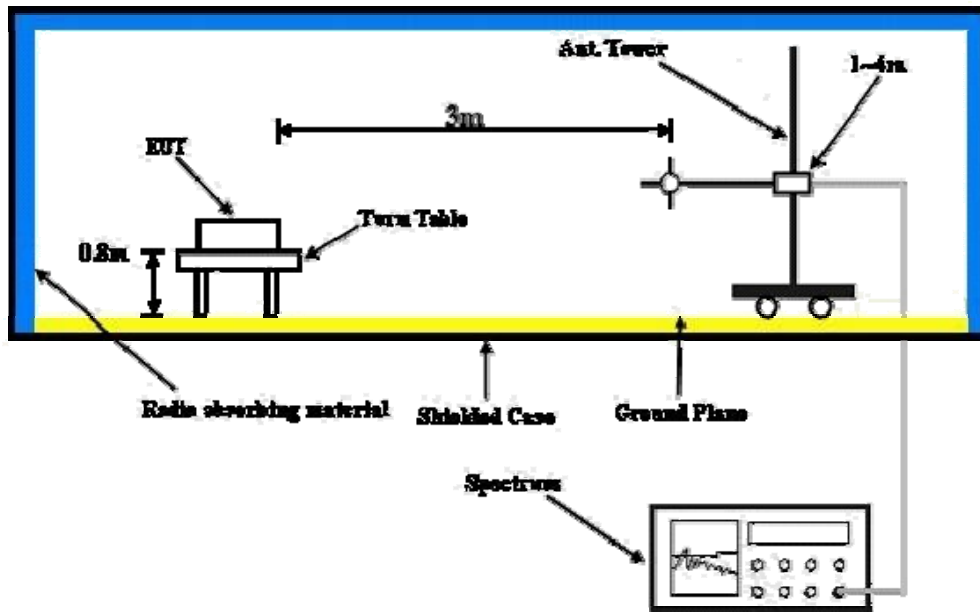 Ant. Tower
1-4m
3m
EUT
Turn Table
0.8m
Radio absorbing material
Shielded Case
Ground Plane
Spectrum